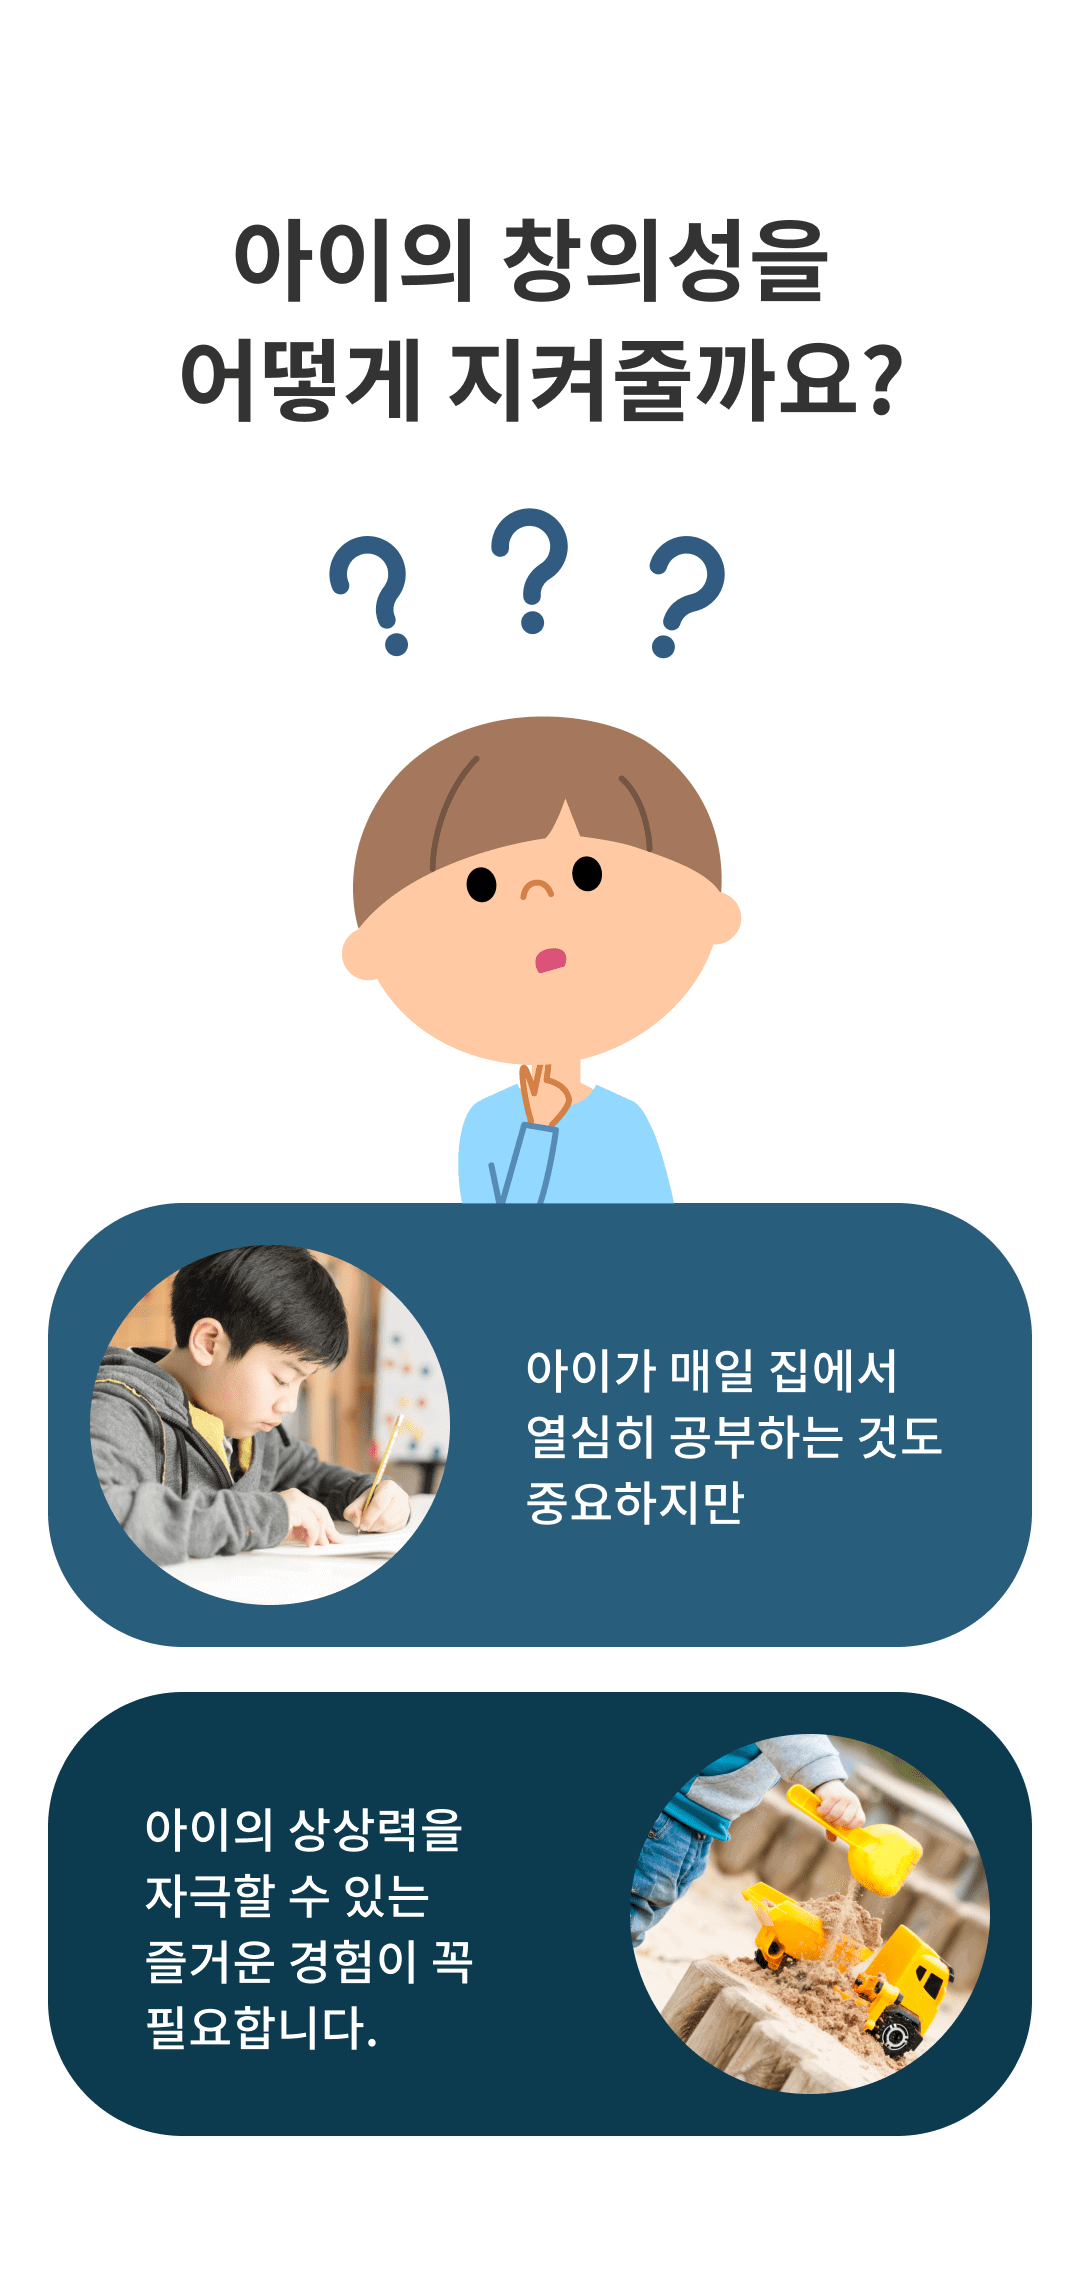 아이의 창의성을
어떻게 지켜줄까요?
아이가 매일 집에서
열심히 공부하는 것도
중요하지만
아이의 상상력을
자극할 수 있는
즐거운 경험이 꼭
필요합니다.